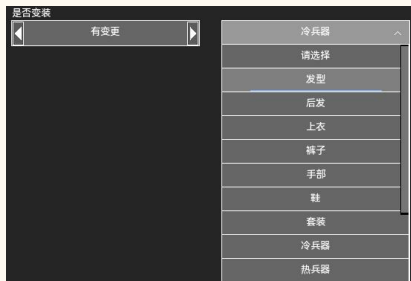 是否变装
有变更
冷兵器
请选择
发型
后发
上衣
裤子
手部
鞋
套装
冷兵器
热兵器